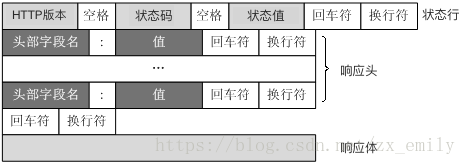 HTTP版本 空格 状态码 空格 状态值 回车符 换行符 状态行
头部字段名 : 值 回车符 换行符
...
响应头
头部字段名 : 值 回车符 换行符
回车符 换行符
https://blog.csdn.net/zx_emily
响应体